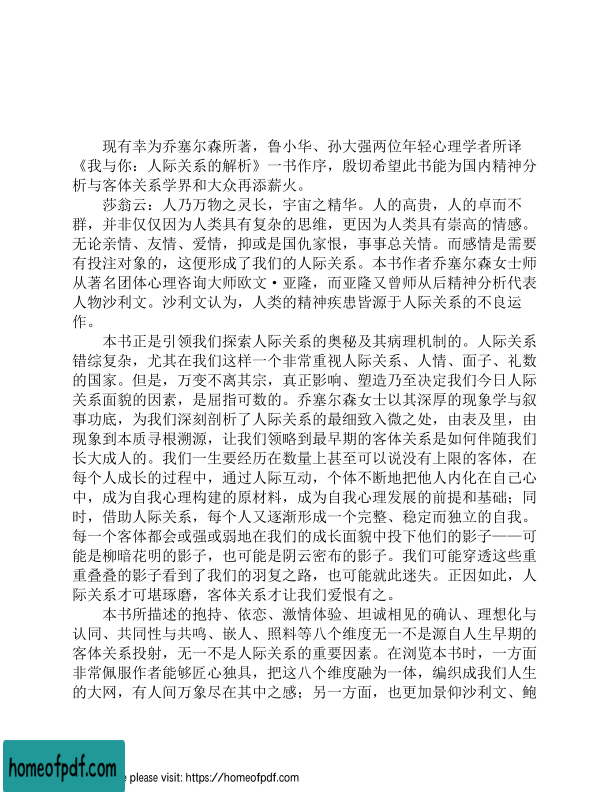 现有幸为乔塞尔森所著，鲁小华、孙大强两位年轻心理学者所译
《我与你：人际关系的解析》一书作序，殷切希望此书能为国内精神分
析与客体关系学界和大众再添薪火。
莎翁云：人乃万物之灵长，宇宙之精华。人的高贵，人的卓而不
群，并非仅仅因为人类具有复杂的思维，更因为人类具有崇高的情感。
无论亲情、友情、爱情，抑或是国仇家恨，事事总关情。而感情是需要
有投注对象的，这便形成了我们的人际关系。本书作者乔塞尔森女士师
从著名团体心理咨询大师欧文·亚隆，而亚隆又曾师从后精神分析代表
人物沙利文。沙利文认为，人类的精神疾患皆源于人际关系的不良运
作。
本书正是引领我们探索人际关系的奥秘及其病理机制的。人际关系
错综复杂，尤其在我们这样一个非常重视人际关系、人情、面子、礼数
的国家。但是，万变不离其宗，真正影响、塑造乃至决定我们今日人际
关系面貌的因素，是屈指可数的。乔塞尔森女士以其深厚的现象学与叙
事功底，为我们深刻剖析了人际关系的最细致入微之处，由表及里，由
现象到本质寻根溯源，让我们领略到最早期的客体关系是如何伴随我们
长大成人的。我们一生要经历在数量上甚至可以说没有上限的客体，在
每个人成长的过程中，通过人际互动，个体不断地把他人内化在自己心
中，成为自我心理构建的原材料，成为自我心理发展的前提和基础；同
时，借助人际关系，每个人又逐渐形成一个完整、稳定而独立的自我。
每一个客体都会或强或弱地在我们的成长面貌中投下他们的影子——可
能是柳暗花明的影子，也可能是阴云密布的影子。我们可能穿透这些重
重叠叠的影子看到了我们的羽复之路，也可能就此迷失。正因如此，人
际关系才可堪琢磨，客体关系才让我们爱恨有之。
本书所描述的抱持、依恋、激情体验、坦诚相见的确认、理想化与
认同、共同性与共鸣、嵌入、照料等八个维度无一不是源自人生早期的
客体关系投射，无一不是人际关系的重要因素。在浏览本书时，一方面
非常佩服作者能够匠心独具，把这八个维度融为一体，编织成我们人生
的大网，有人间万象尽在其中之感；另一方面，也更加景仰沙利文、鲍
homeofpdf.com
please visit: https://homeofpdf.com